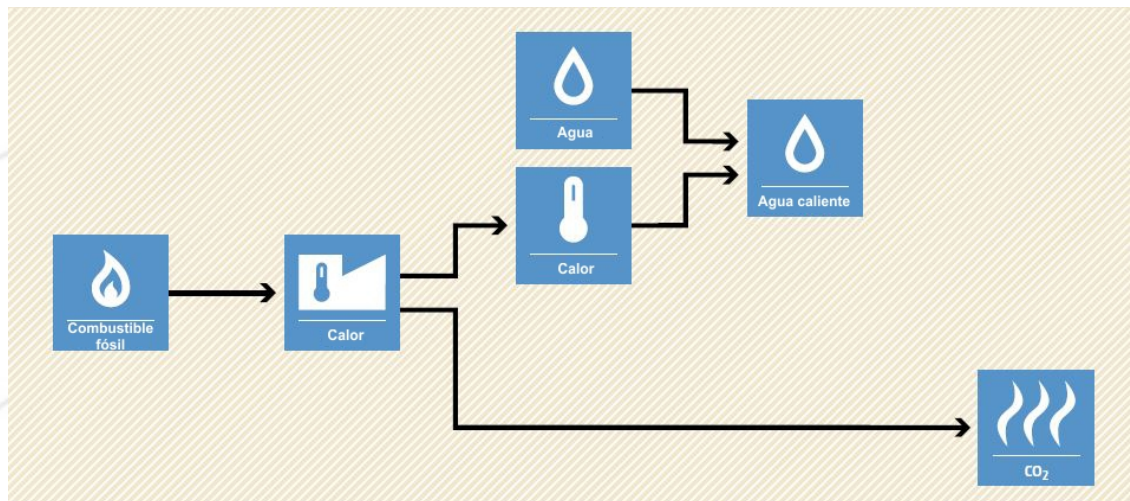 Agua
Agua caliente
Calor
Combustible
fósil
Calor
CO₂